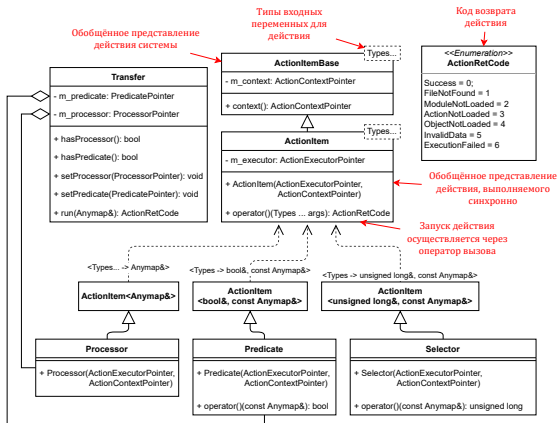 Обобщённое представление
действия системы
Типы входных
переменных для
действия
Код возврата
действия
Transfer
- m_predicate: PredicatePointer
- m_processor: ProcessorPointer
+ hasProcessor(): bool
+ hasPredicate(): bool
+ setProcessor(ProcessorPointer): void
+ setPredicate(PredicatePointer): void
+ run(Anymap&): ActionRetCode
Types...
ActionItemBase
- m_context: ActionContextPointer
+ context(): ActionContextPointer
Types...
ActionItem
- m_executor: ActionExecutorPointer
+ ActionItem(ActionExecutorPointer,
ActionContextPointer)
+ operator()(Types ... args): ActionRetCode
<<Enumeration>>
ActionRetCode
Success = 0;
FileNotFound = 1
ModuleNotLoaded = 2
ActionNotLoaded = 3
ObjectNotLoaded = 4
InvalidData = 5
ExecutionFailed = 6
Обобщённое представление
действия, выполняемого
синхронно
Запуск действия
осуществляется через
оператор вызова
<Types... -> Anymap&>
<Types -> bool&, const Anymap&>
<Types -> unsigned long&, const Anymap&>
ActionItem<Anymap&>
ActionItem
<bool&, const Anymap&>
ActionItem
<unsigned long&, const Anymap&>
Processor
+ Processor(ActionExecutorPointer,
ActionContextPointer)
Predicate
+ Predicate(ActionExecutorPointer,
ActionContextPointer)
+ operator()(const Anymap&): bool
Selector
+ Selector(ActionExecutorPointer,
ActionContextPointer)
+ operator()(const Anymap&): unsigned long